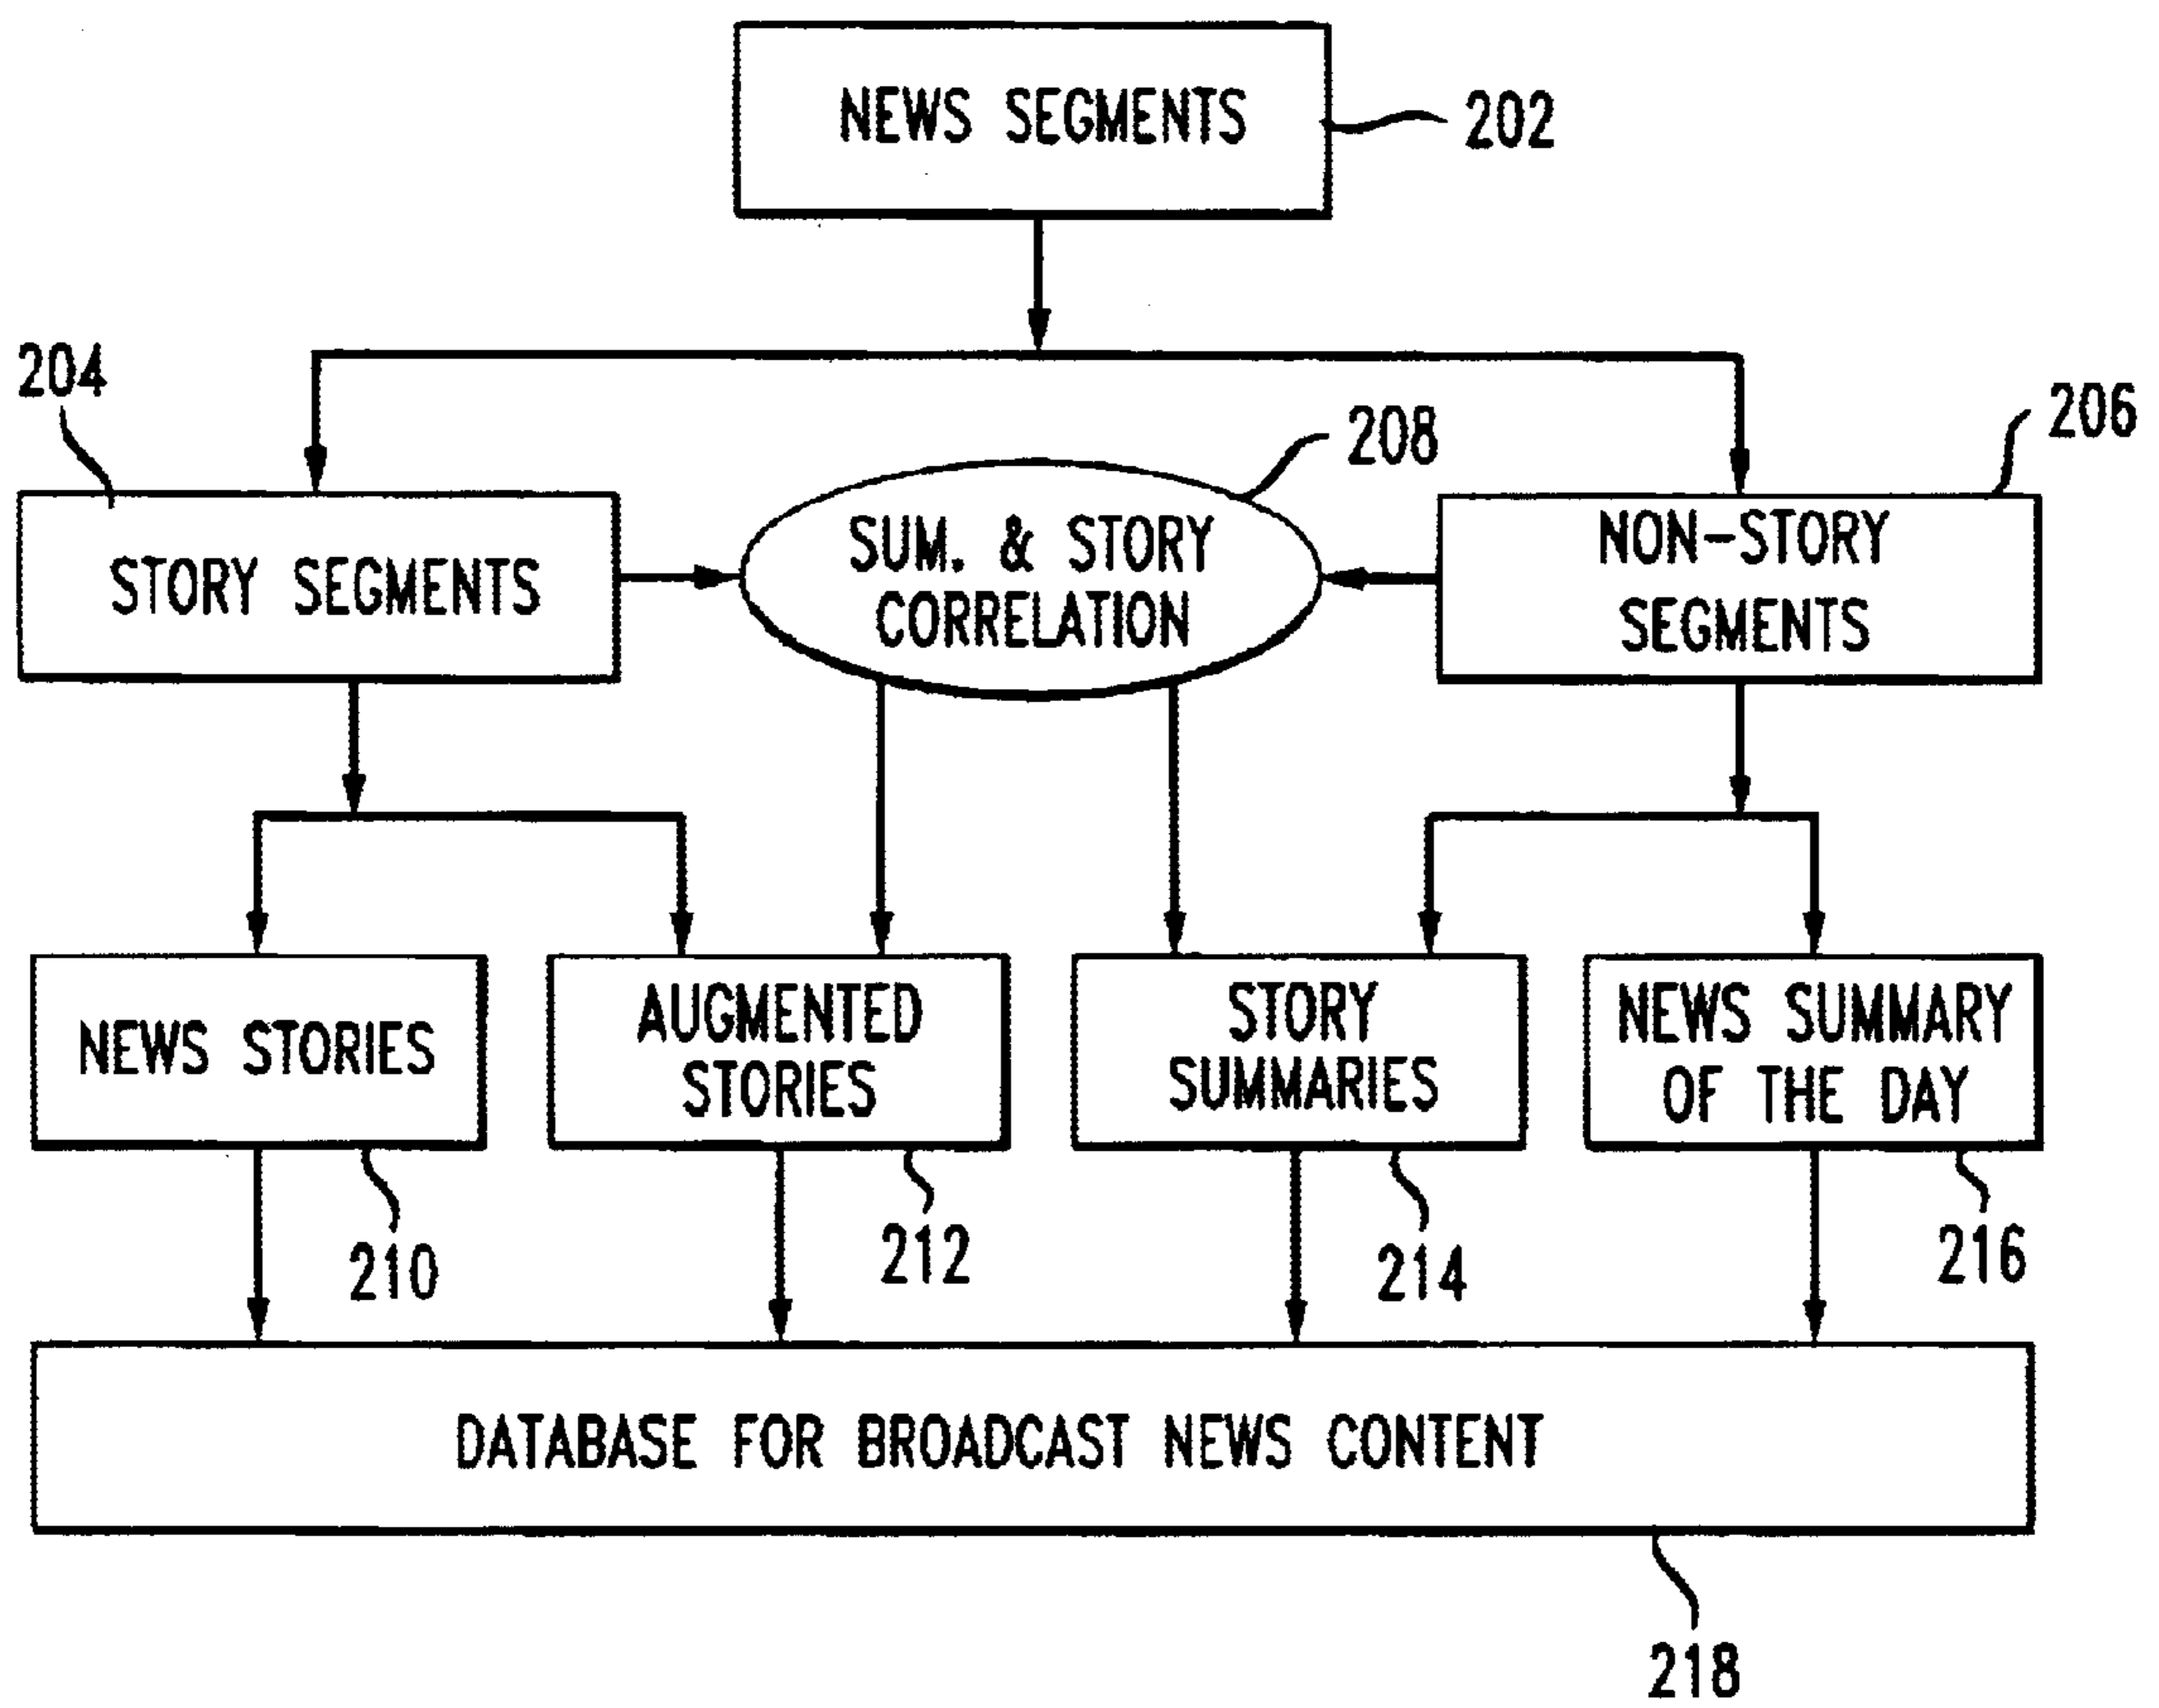 NEWS SEGMENTS
202
204
206
208
STORY SEGMENTS
SUM. & STORY
CORRELATION
NON-STORY
SEGMENTS
NEWS STORIES
AUGMENTED
STORIES
STORY
SUMMARIES
NEWS SUMMARY
OF THE DAY
210
212
214
216
DATABASE FOR BROADCAST NEWS CONTENT
218